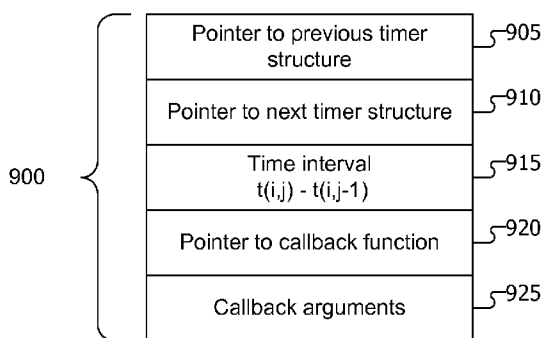 Pointer to previous timer
structure
905
Pointer to next timer structure
910
900
Time interval
t(i,j) - t(i,j-1)
915
Pointer to callback function
920
Callback arguments
925